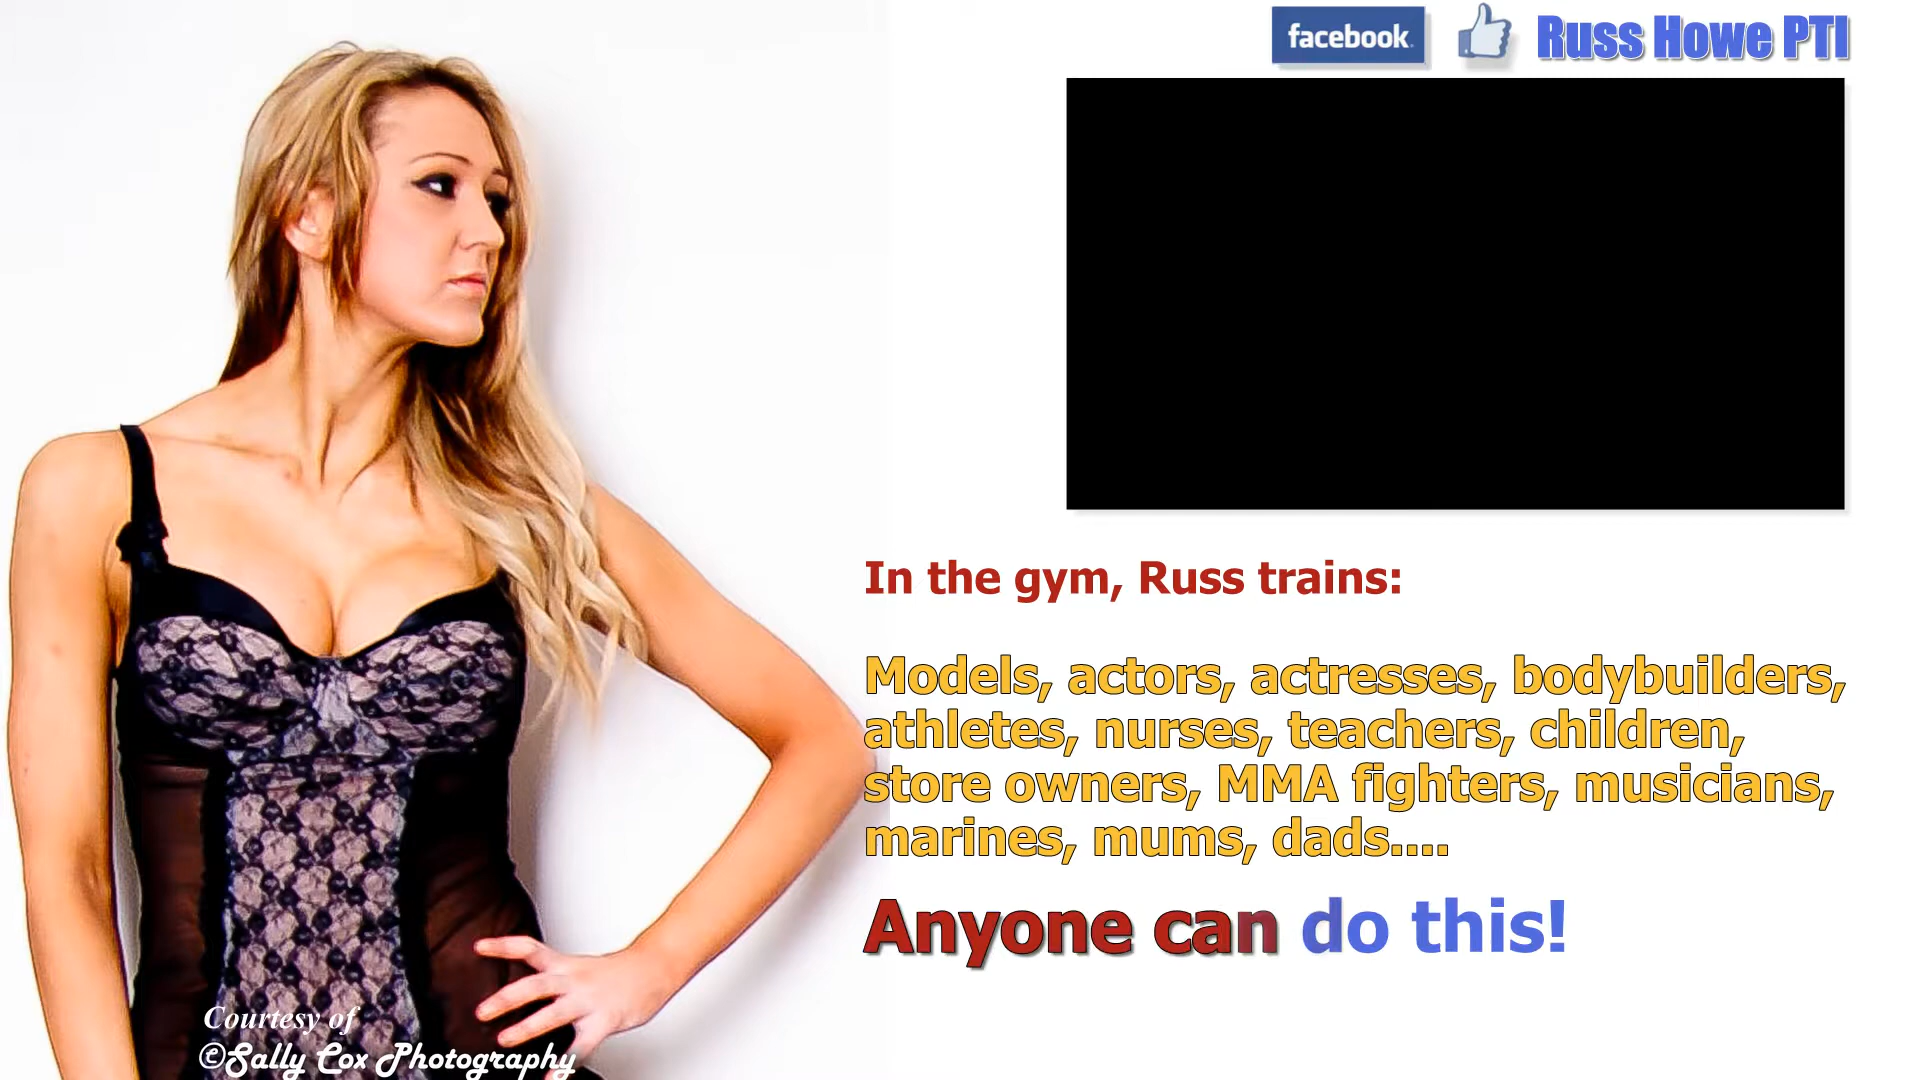 facebook
Russ Howe PTI
In the gym, Russ trains:
Models, actors, actresses, bodybuilders,
athletes, nurses, teachers, children,
store owners, MMA fighters, musicians,
marines, mums, dads....
Anyone can do this!
Courtesy of
©Sally Cox Photography